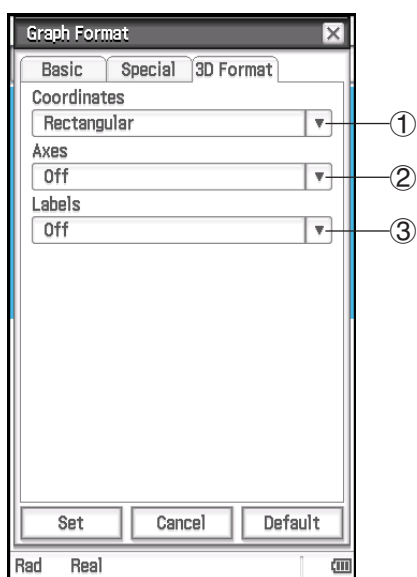 Graph Format
Basic Special 3D Format
Coordinates
Rectangular ①
Axes
Off ②
Labels
Off ③
Set Cancel Default
Rad Real